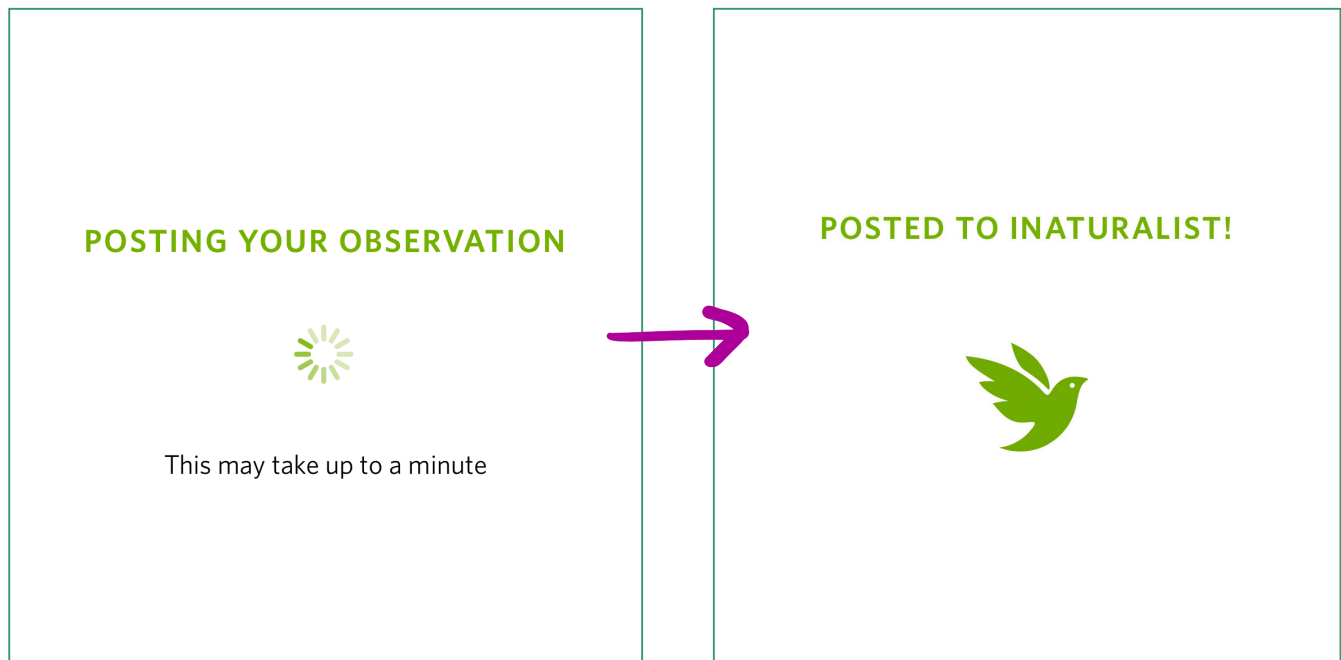 POSTING YOUR OBSERVATION
This may take up to a minute
POSTED TO INATURALIST!